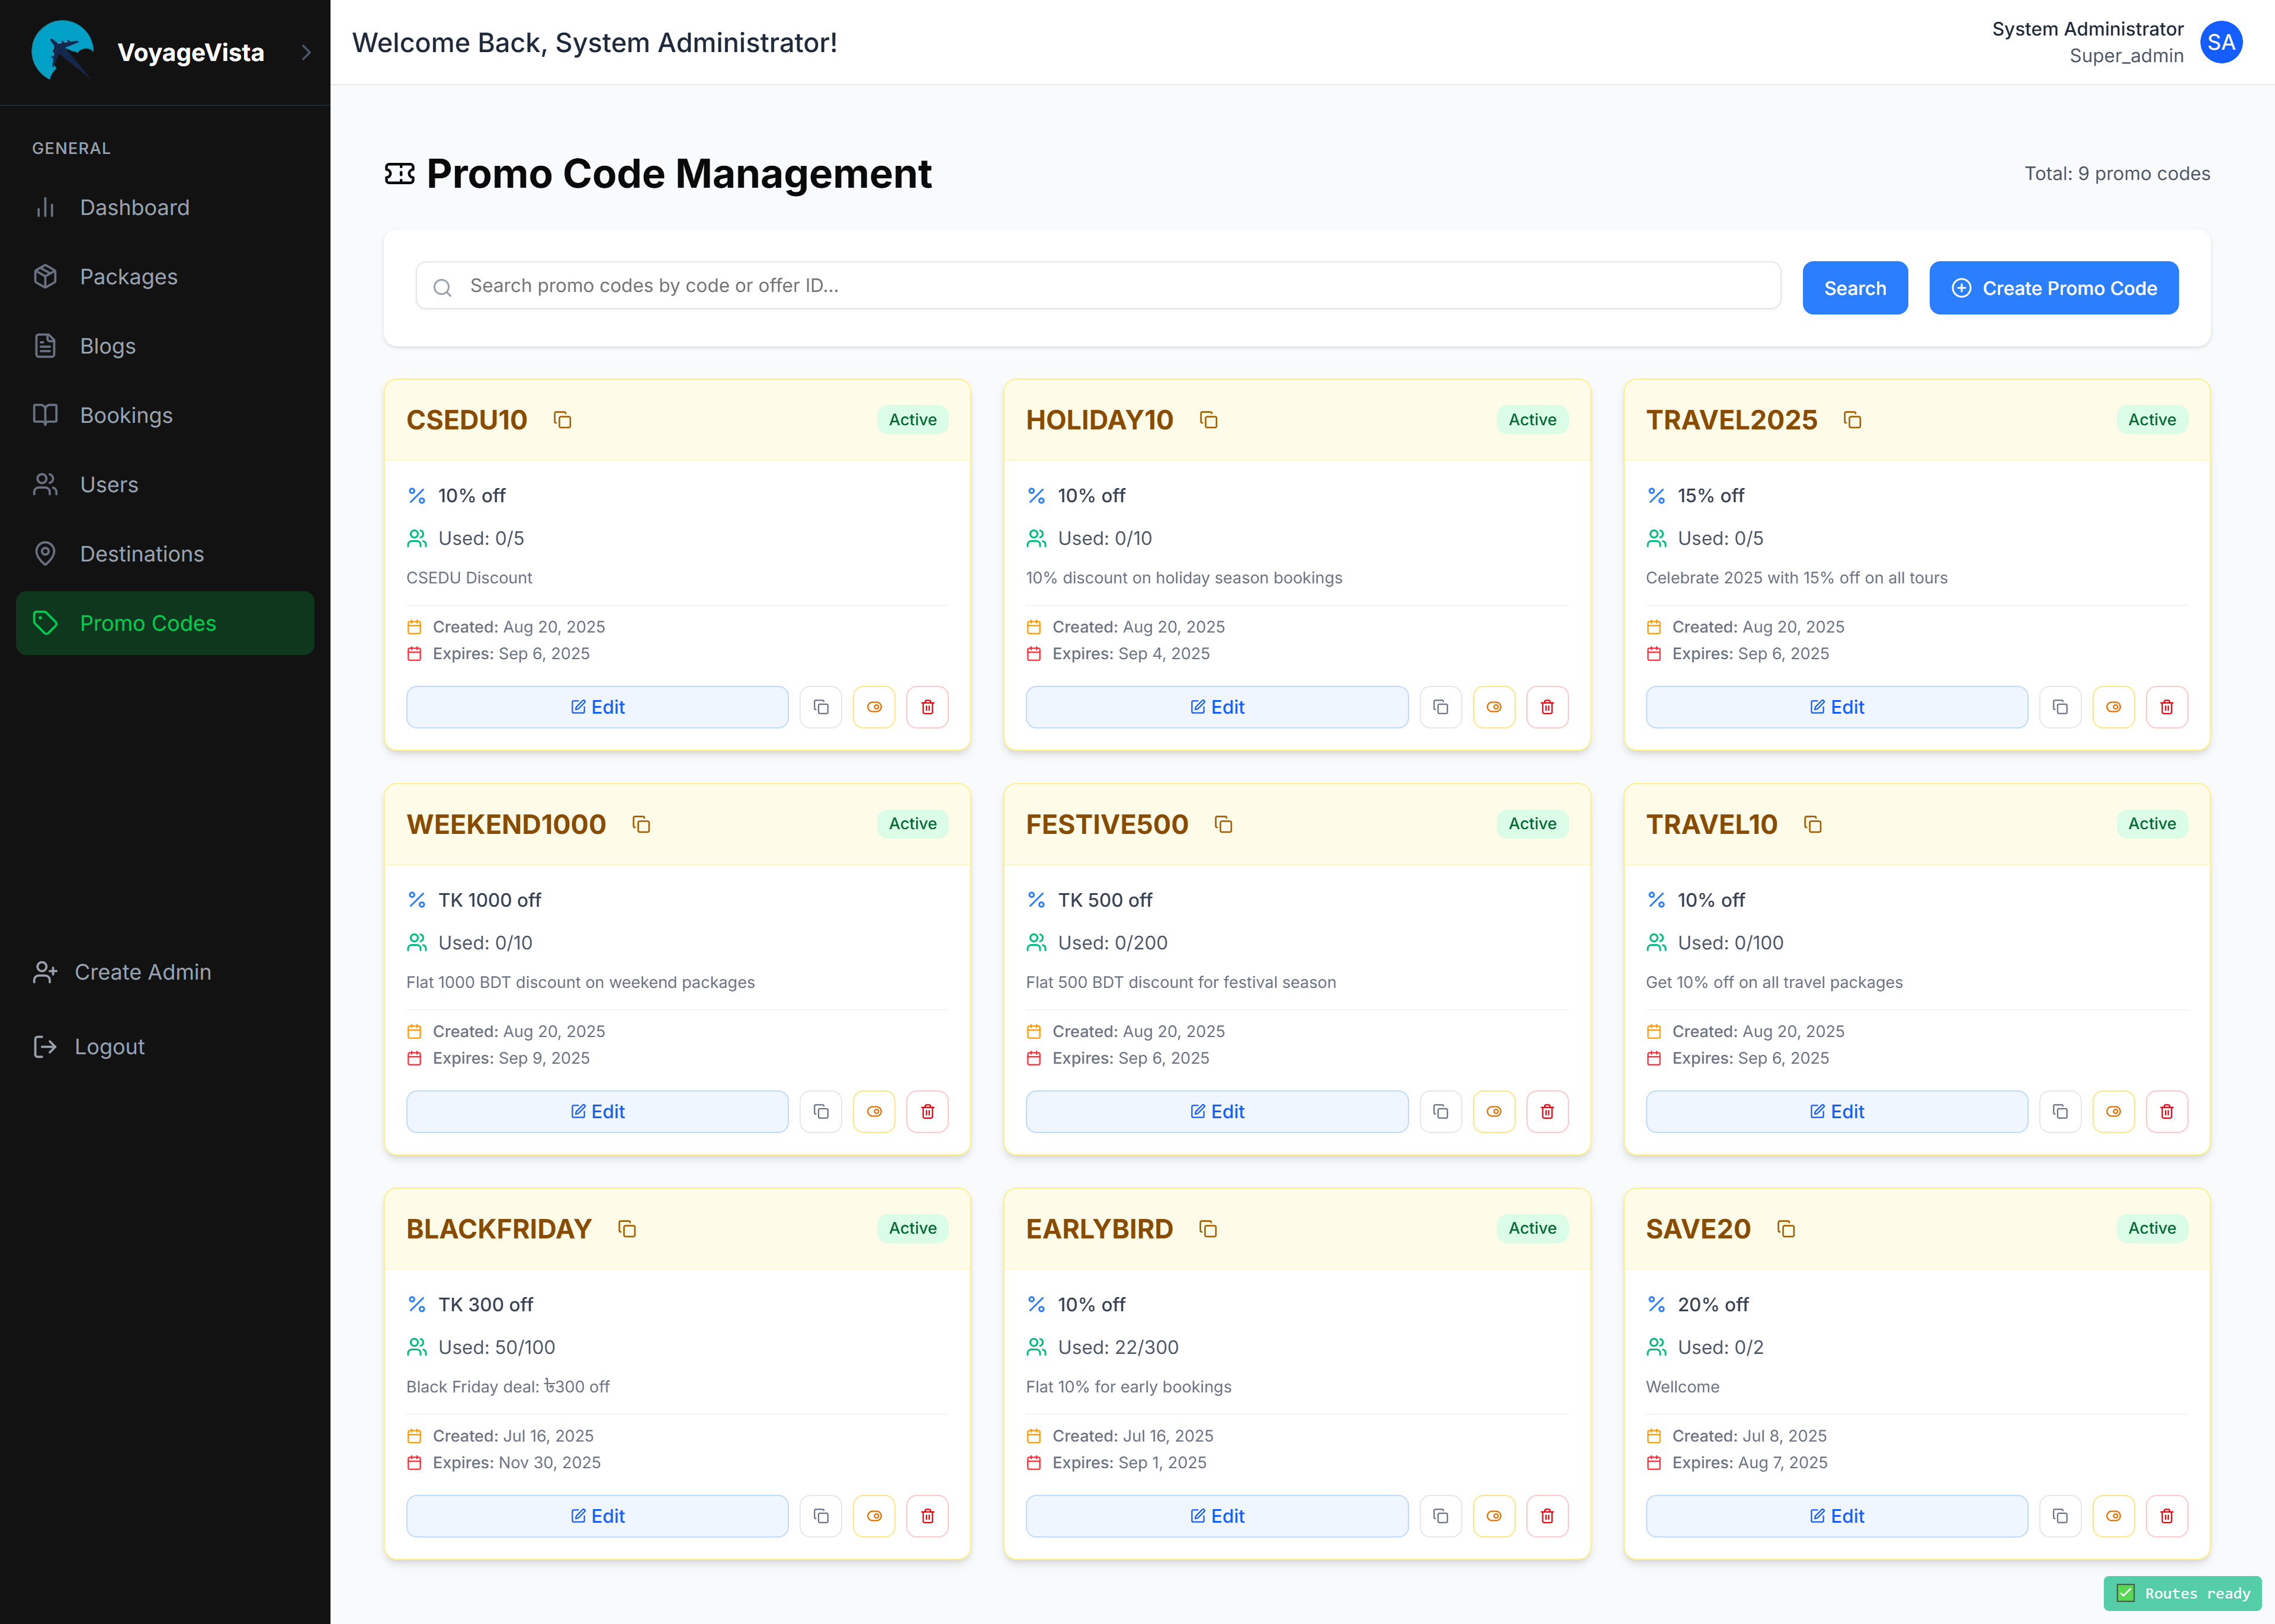 VoyageVista
GENERAL
Dashboard
Packages
Blogs
Bookings
Users
Destinations
Promo Codes
Create Admin
Logout
Welcome Back, System Administrator!
System Administrator
Super_admin
SA
Promo Code Management
Total: 9 promo codes
Search promo codes by code or offer ID...
Search
Create Promo Code
CSEDU10
Active
10% off
Used: 0/5
CSEDU Discount
Created: Aug 20, 2025
Expires: Sep 6, 2025
Edit
HOLIDAY10
Active
10% off
Used: 0/10
10% discount on holiday season bookings
Created: Aug 20, 2025
Expires: Sep 4, 2025
Edit
TRAVEL2025
Active
15% off
Used: 0/5
Celebrate 2025 with 15% off on all tours
Created: Aug 20, 2025
Expires: Sep 6, 2025
Edit
WEEKEND1000
Active
TK 1000 off
Used: 0/10
Flat 1000 BDT discount on weekend packages
Created: Aug 20, 2025
Expires: Sep 9, 2025
Edit
FESTIVE500
Active
TK 500 off
Used: 0/200
Flat 500 BDT discount for festival season
Created: Aug 20, 2025
Expires: Sep 6, 2025
Edit
TRAVEL10
Active
10% off
Used: 0/100
Get 10% off on all travel packages
Created: Aug 20, 2025
Expires: Sep 6, 2025
Edit
BLACKFRIDAY
Active
TK 300 off
Used: 50/100
Black Friday deal: ৳300 off
Created: Jul 16, 2025
Expires: Nov 30, 2025
Edit
EARLYBIRD
Active
10% off
Used: 22/300
Flat 10% for early bookings
Created: Jul 16, 2025
Expires: Sep 1, 2025
Edit
SAVE20
Active
20% off
Used: 0/2
Wellcome
Created: Jul 8, 2025
Expires: Aug 7, 2025
Edit
Routes ready